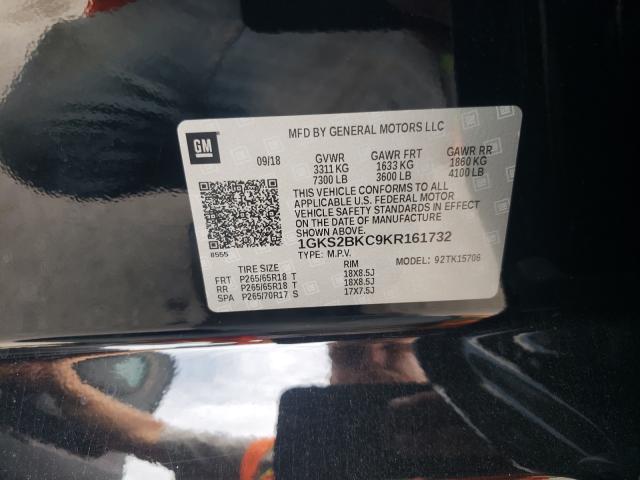 GM
MFD BY GENERAL MOTORS LLC
09/18 GVWR GAWR FRT GAWR RR
3311 KG 1633 KG 1860 KG
7300 LB 3600 LB 4100 LB
THIS VEHICLE CONFORMS TO ALL
APPLICABLE U.S. FEDERAL MOTOR
VEHICLE SAFETY STANDARDS IN EFFECT
ON THE DATE OF MANUFACTURE
SHOWN ABOVE.
1GKS2BKC9KR161732
8555 TYPE: M.P.V. MODEL: 92TK15706
TIRE SIZE RIM
FRT P265/65R18 T 18X8.5J
RR P265/65R18 T 18X8.5J
SPA P265/70R17 S 17X7.5J